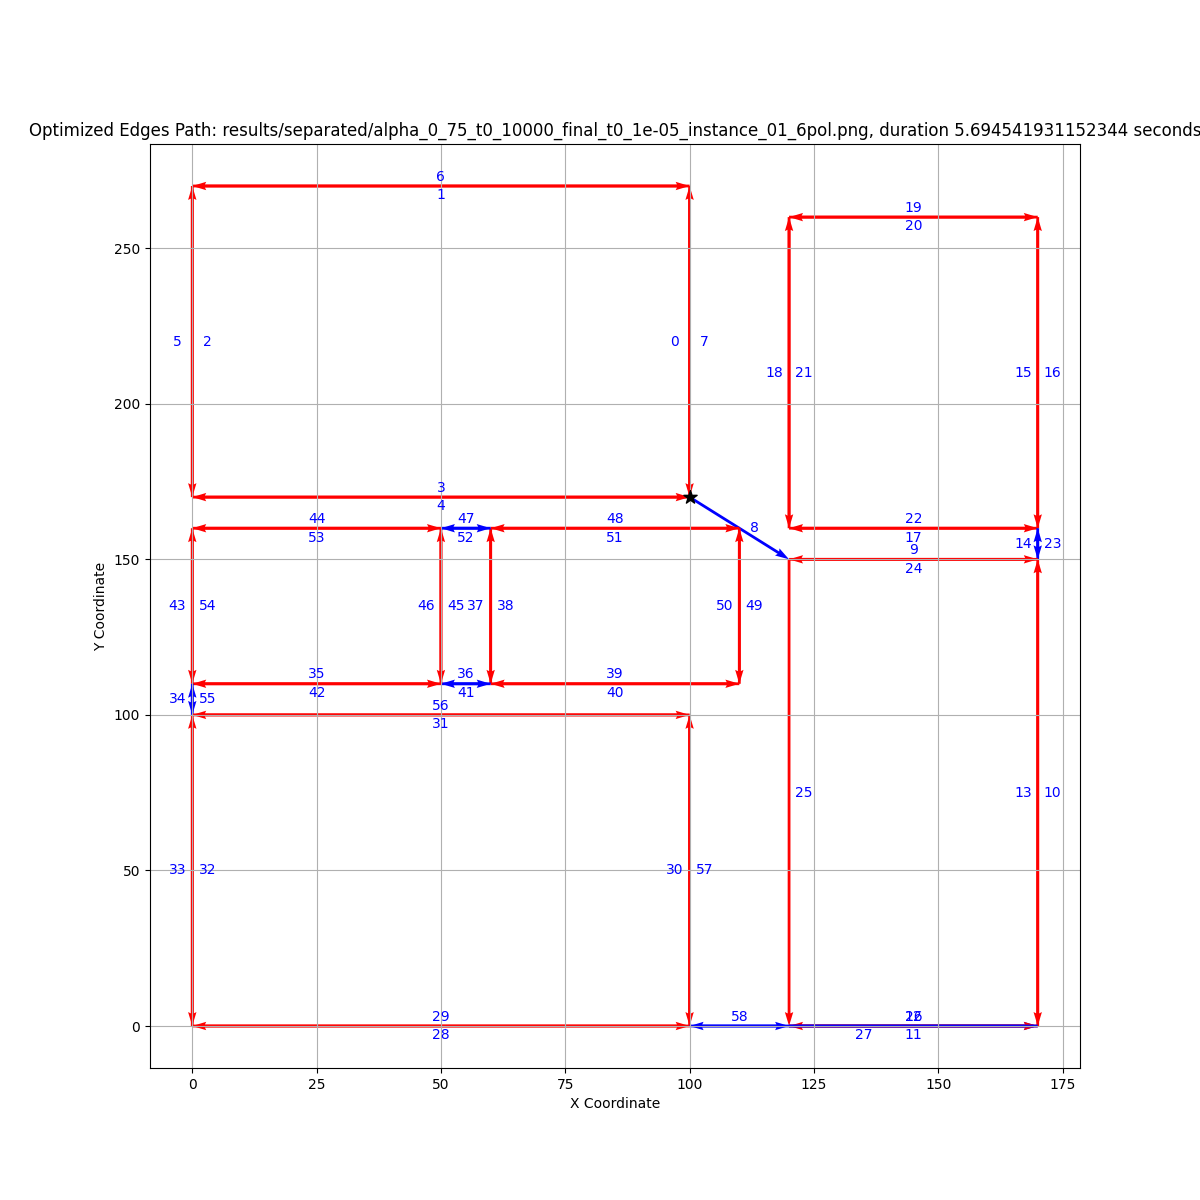 Optimized Edges Path: results/separated/alpha_0_75_t0_10000_final_t0_1e-05_instance_01_6pol.png, duration 5.694541931152344 seconds
6
1
19
20
250
5 2 0 7
18 21 15 16
200
3
4
44 47 48 22
53 52 51 17
8
14 23
9
24
150
43 54 46 45 37 38 50 49
35 36 39
42 41 40
34 55
56
31
100
25 13 10
33 32 30 57
50
29 58
28 27 11
0
0 25 50 75 100 125 150 175
X Coordinate
Y Coordinate